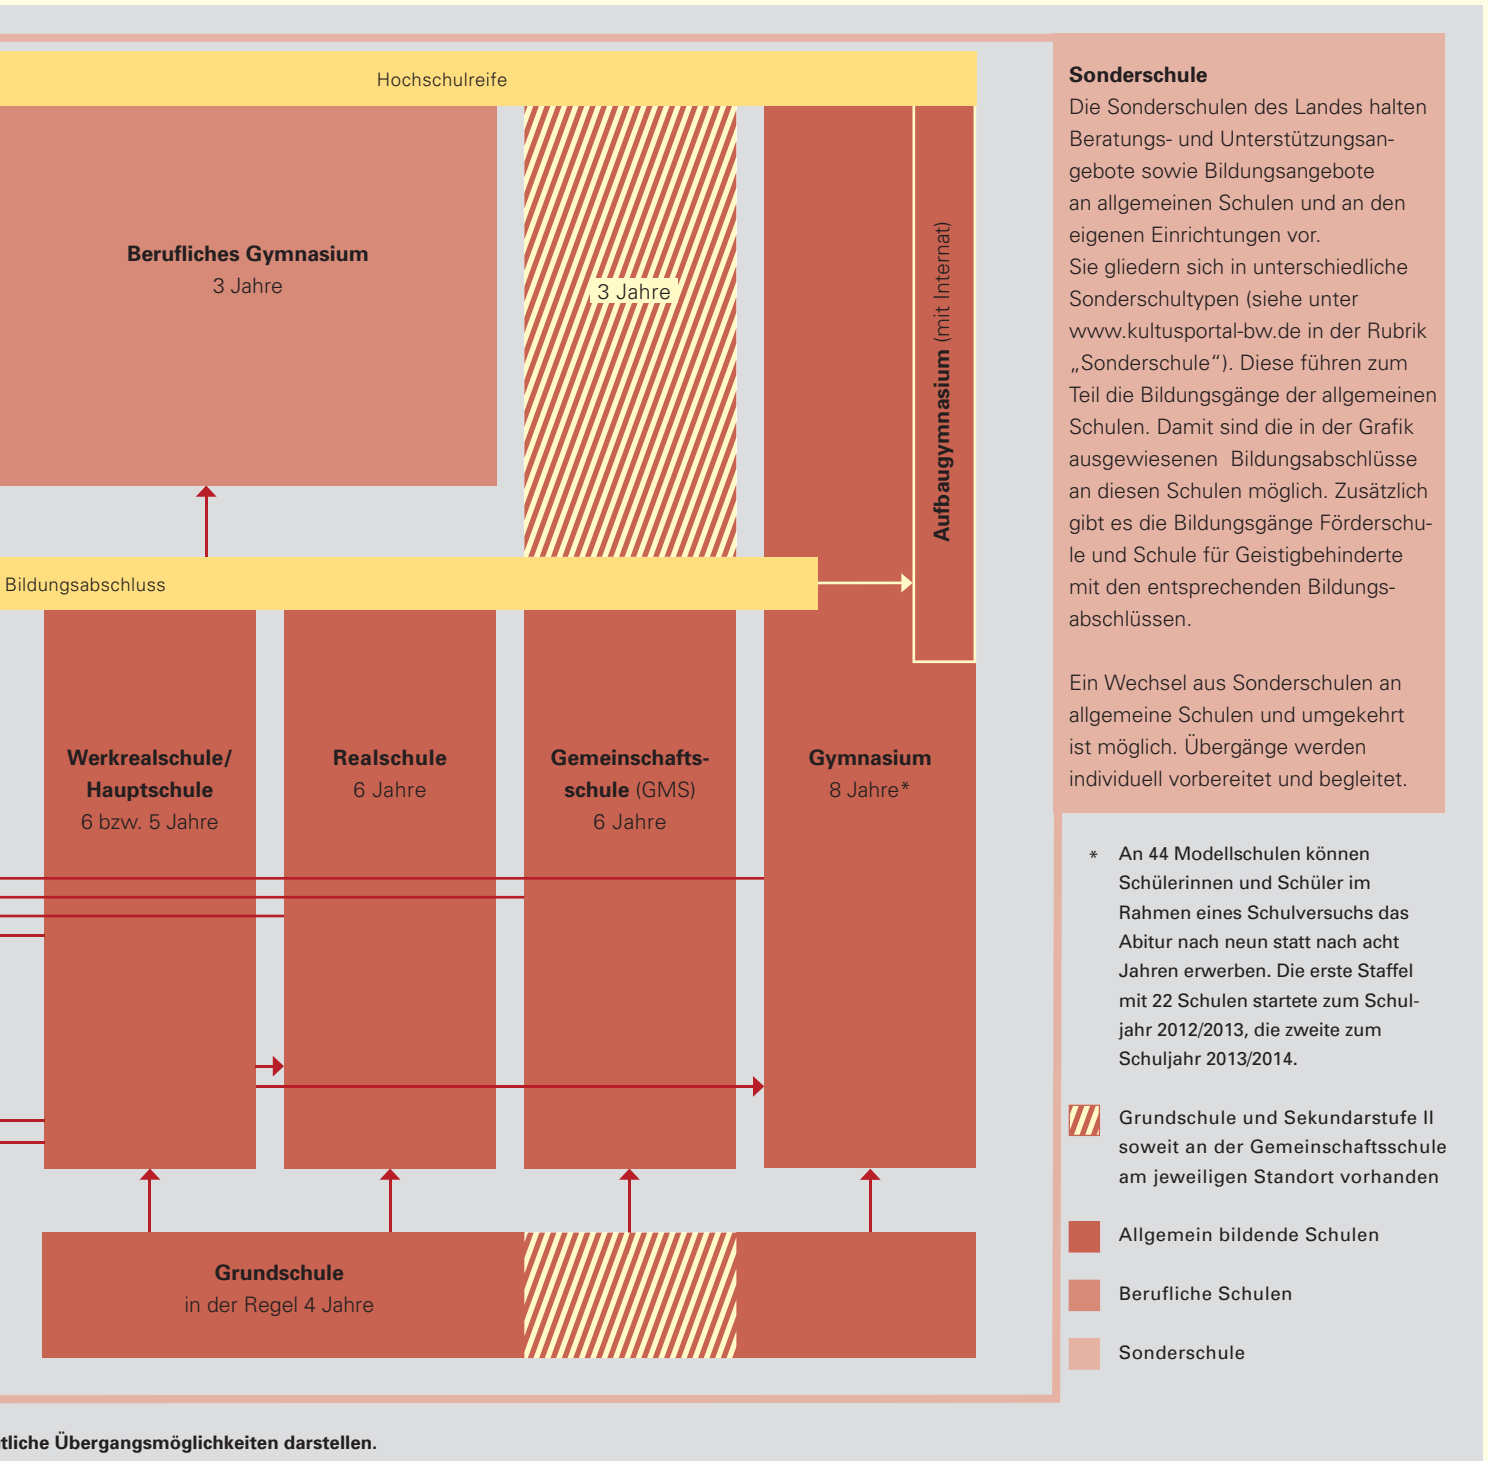 Hochschulreife
Berufliches Gymnasium
3 Jahre
3 Jahre
Aufbaugymnasium (mit Internat)
Bildungsabschluss
Werkrealschule/
Hauptschule
6 bzw. 5 Jahre
Realschule
6 Jahre
Gemeinschafts-
schule (GMS)
6 Jahre
Gymnasium
8 Jahre*
Grundschule
in der Regel 4 Jahre
Sonderschule
Die Sonderschulen des Landes halten
Beratungs- und Unterstützungsan-
gebote sowie Bildungsangebote
an allgemeinen Schulen und an den
eigenen Einrichtungen vor.
Sie gliedern sich in unterschiedliche
Sonderschultypen (siehe unter
www.kultusportal-bw.de in der Rubrik
„Sonderschule“). Diese führen zum
Teil die Bildungsgänge der allgemeinen
Schulen. Damit sind die in der Grafik
ausgewiesenen Bildungsabschlüsse
an diesen Schulen möglich. Zusätzlich
gibt es die Bildungsgänge Förderschu-
le und Schule für Geistigbehinderte
mit den entsprechenden Bildungs-
abschlüssen.
Ein Wechsel aus Sonderschulen an
allgemeine Schulen und umgekehrt
ist möglich. Übergänge werden
individuell vorbereitet und begleitet.
* An 44 Modellschulen können
Schülerinnen und Schüler im
Rahmen eines Schulversuchs das
Abitur nach neun statt nach acht
Jahren erwerben. Die erste Staffel
mit 22 Schulen startete zum Schul-
jahr 2012/2013, die zweite zum
Schuljahr 2013/2014.
Grundschule und Sekundarstufe II
soweit an der Gemeinschaftsschule
am jeweiligen Standort vorhanden
Allgemein bildende Schulen
Berufliche Schulen
Sonderschule
tliche Übergangsmöglichkeiten darstellen.